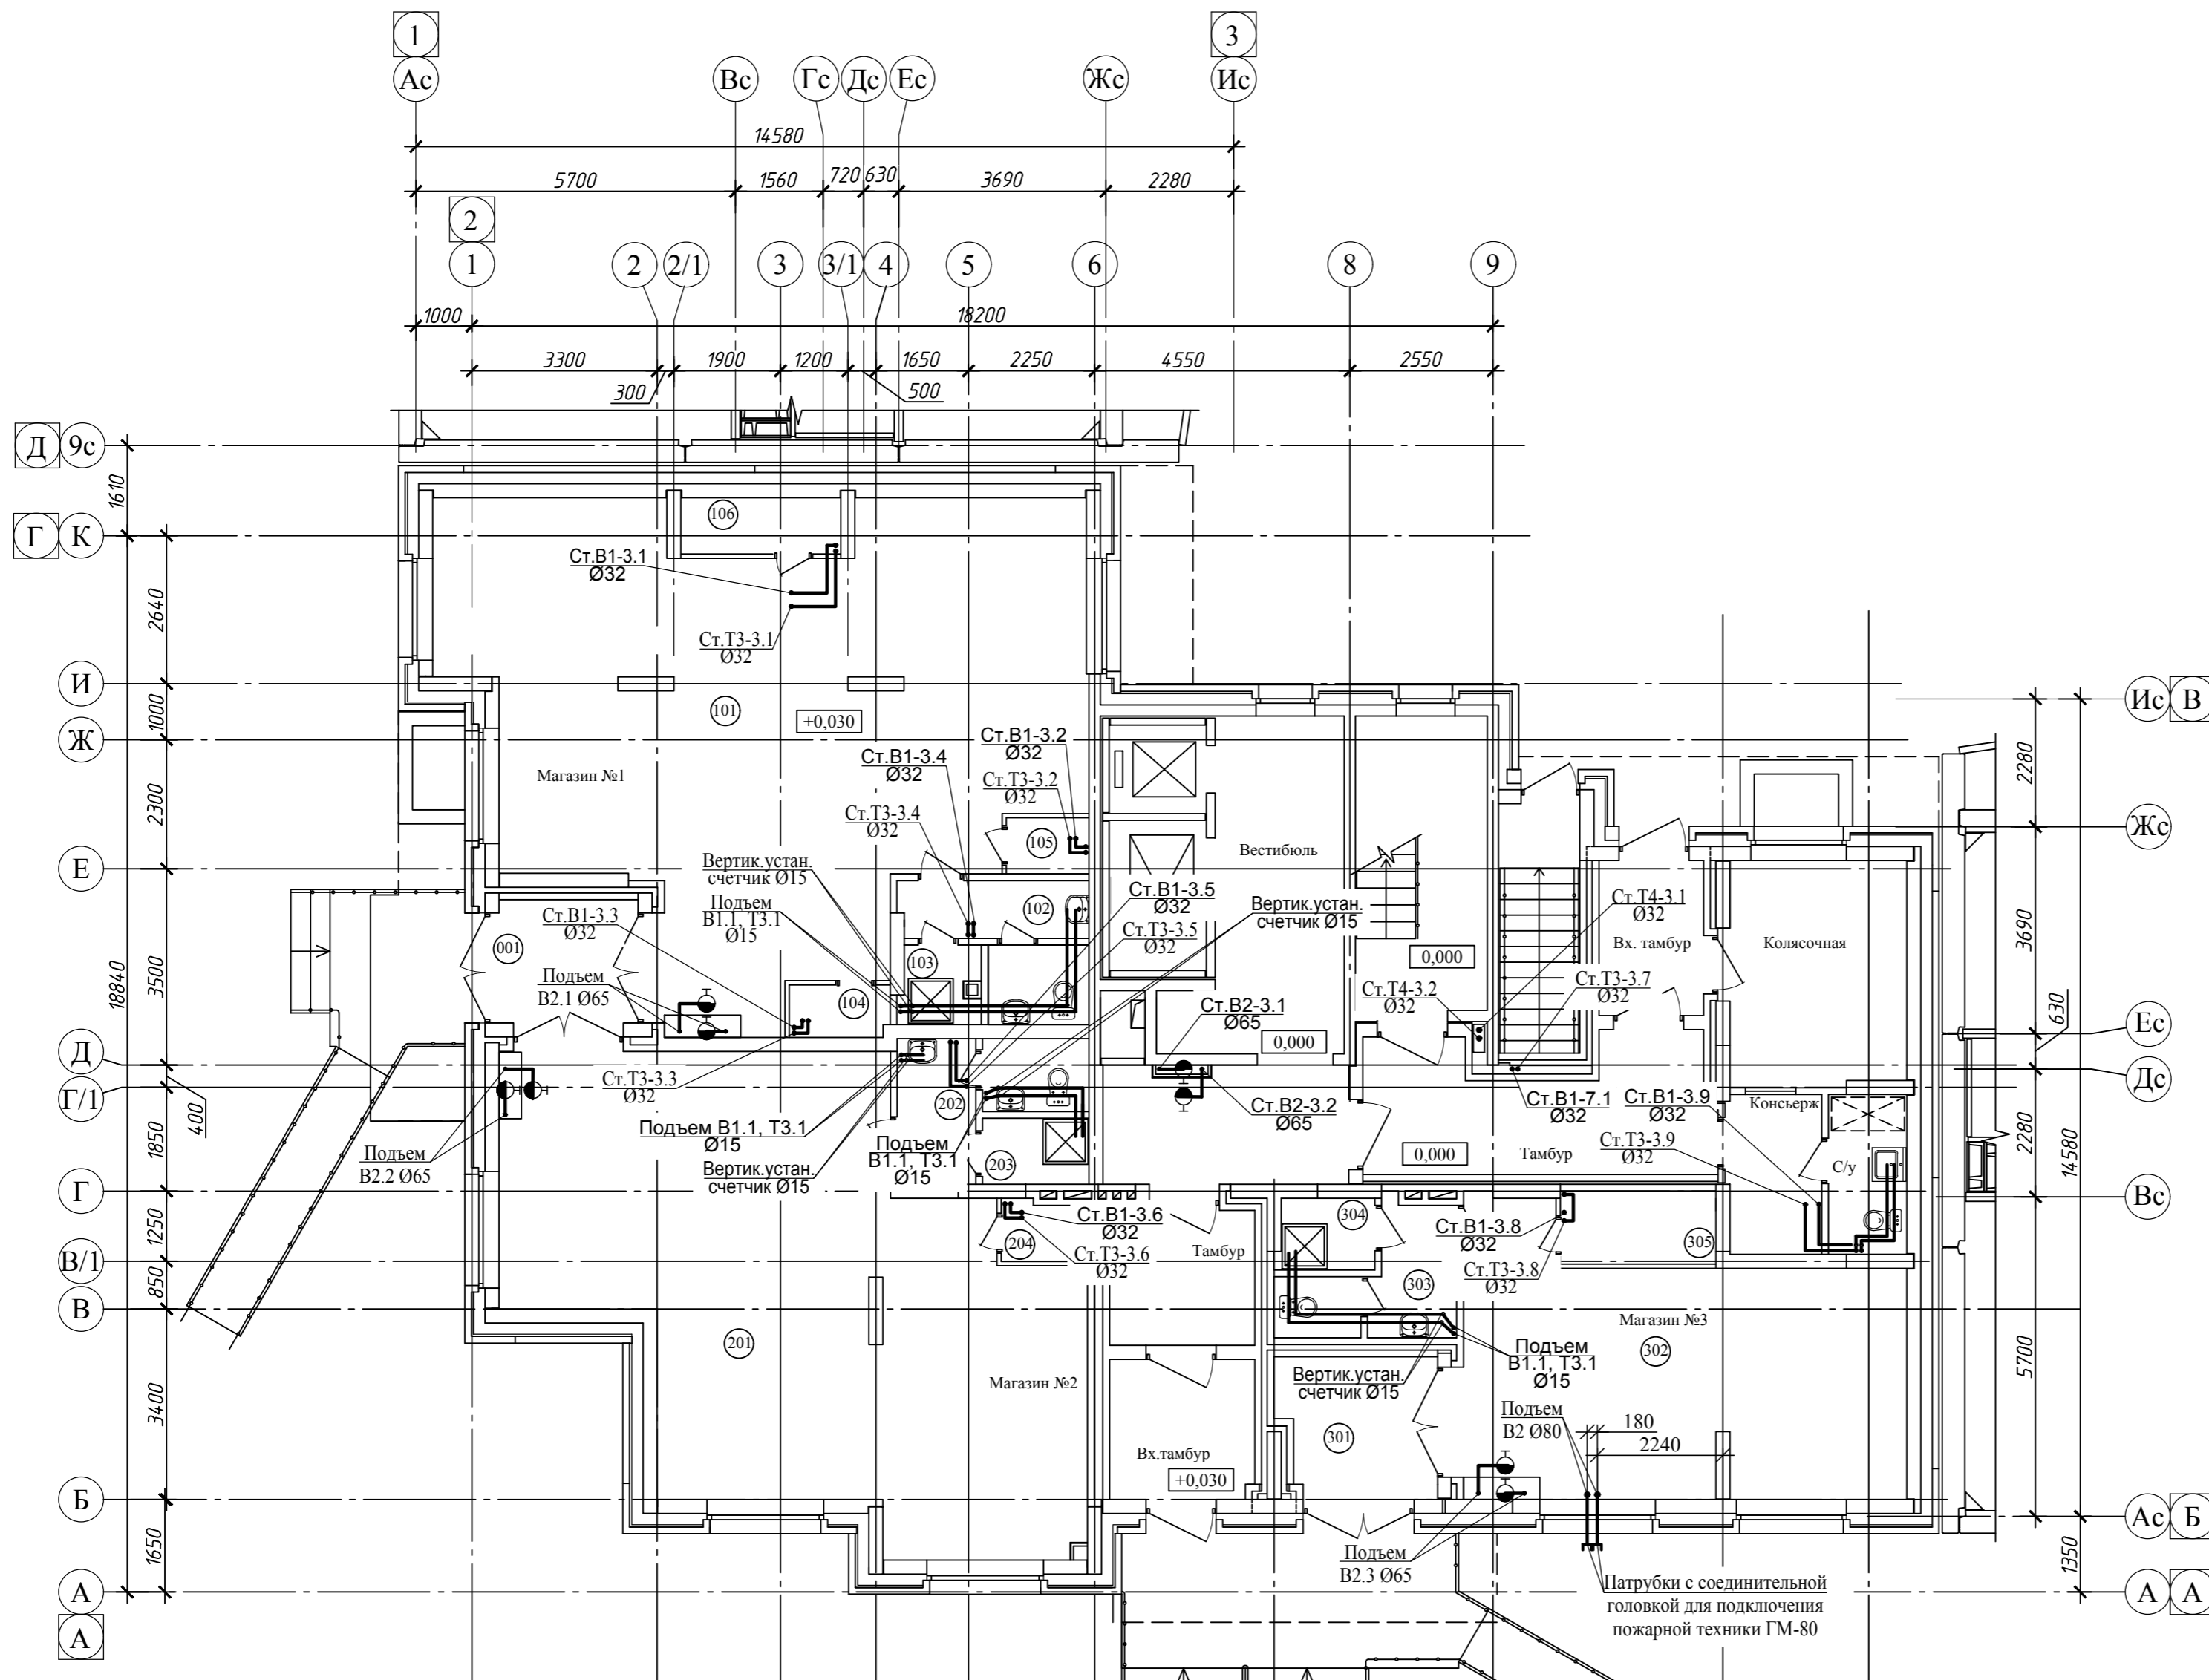 1
3
Ас
Вс
Гс
Дс
Ес
Жс
Ис
14580
5700
1560
720
630
3690
2280
2
1
2
2/1
3
3/1
4
5
6
8
9
1000
18200
3300
1900
1200
1650
2250
4550
2550
300
500
Д
9с
1610
Г
К
2640
И
1000
Ж
2300
Е
3500
18840
Д
Г/1
400
1850
Г
1250
В/1
850
В
3400
Б
1650
А
А
106
Ст.В1-3.1
Ø32
Ст.Т3-3.1
Ø32
101
+0,030
Магазин №1
Ст.В1-3.2
Ø32
Ст.В1-3.4
Ø32
Ст.Т3-3.2
Ø32
Ст.Т3-3.4
Ø32
105
Вертик.устан.
счетчик Ø15
Подъем
В1.1, Т3.1
Ø15
102
Ст.В1-3.5
Ø32
Вертик.устан.
счетчик Ø15
Ст.Т3-3.5
Ø32
Вестибюль
001
Ст.В1-3.3
Ø32
103
Подъем
В2.1 Ø65
104
Ст.Т3-3.3
Ø32
Ст.В2-3.1
Ø65
0,000
0,000
Ст.Т4-3.1
Ø32
Вх. тамбур
Колясочная
Ст.Т3-3.7
Ø32
Ст.Т4-3.2
Ø32
Подъем
В2.2 Ø65
Подъем В1.1, Т3.1
Ø15
Вертик.устан.
счетчик Ø15
202
Подъем
В1.1, Т3.1
Ø15
203
Ст.В2-3.2
Ø65
Ст.В1-7.1
Ø32
Ст.В1-3.9
Ø32
Консьерж
Ст.Т3-3.9
Ø32
0,000
Тамбур
С/у
Ст.В1-3.6
Ø32
204
Ст.Т3-3.6
Ø32
Тамбур
304
Ст.В1-3.8
Ø32
305
303
Ст.Т3-3.8
Ø32
201
Магазин №2
Магазин №3
302
Подъем
В1.1, Т3.1
Ø15
Вертик.устан.
счетчик Ø15
Подъем
В2 Ø80
180
2240
301
Вх.тамбур
+0,030
Подъем
В2.3 Ø65
Патрубки с соединительной
головкой для подключения
пожарной техники ГМ-80
Ис
В
2280
Жс
3690
630
Ес
Дс
2280
14580
Вс
5700
Ас
Б
1350
А
А